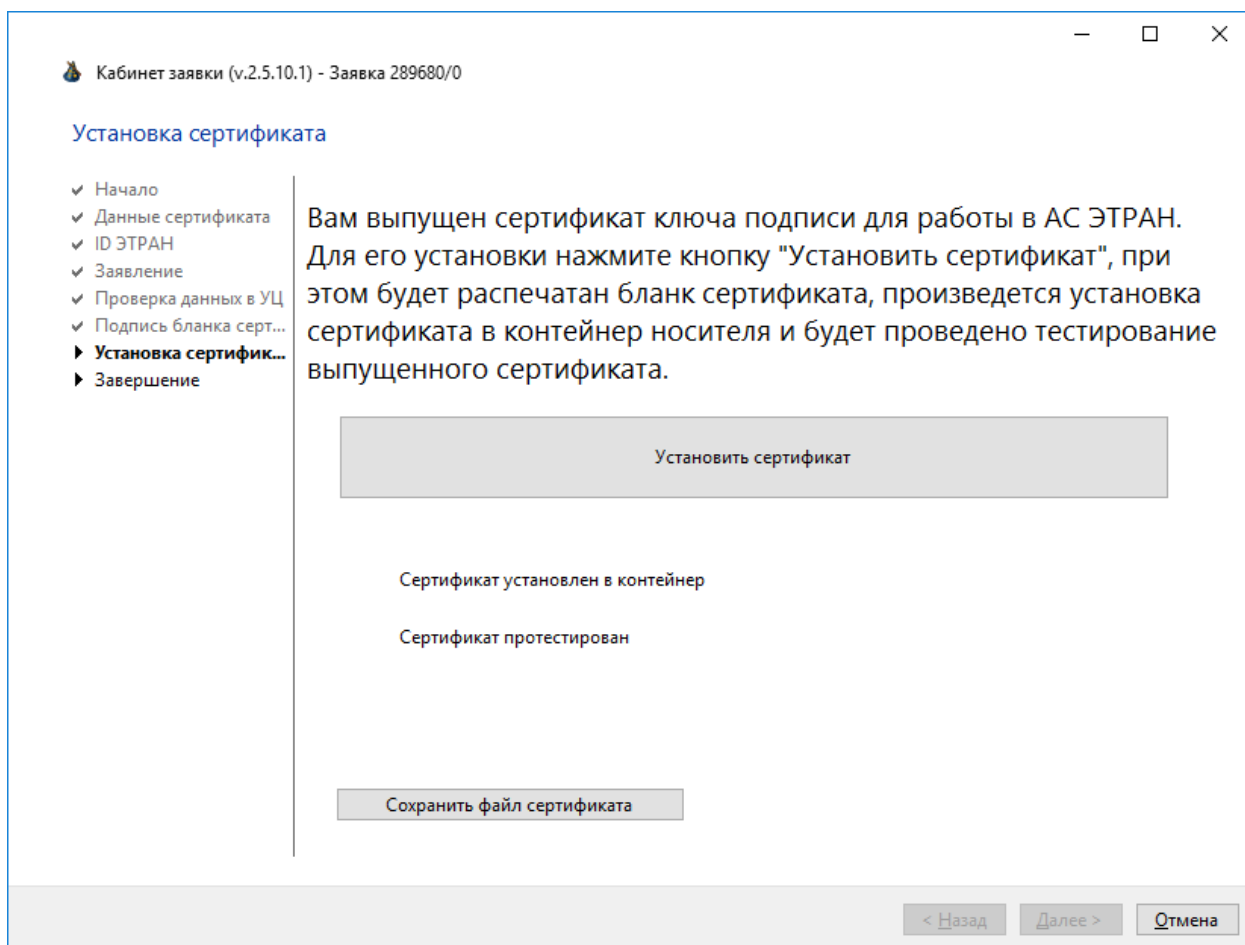 Кабинет заявки (v.2.5.10.1) - Заявка 289680/0
Установка сертификата
Начало
Данные сертификата
ID ЭТРАН
Заявление
Проверка данных в УЦ
Подпись бланка серт...
Установка сертифик...
Завершение
Вам выпущен сертификат ключа подписи для работы в АС ЭТРАН.
Для его установки нажмите кнопку "Установить сертификат", при
этом будет распечатан бланк сертификата, произведется установка
сертификата в контейнер носителя и будет проведено тестирование
выпущенного сертификата.
Установить сертификат
Сертификат установлен в контейнер
Сертификат протестирован
Сохранить файл сертификата
< Назад
Далее >
Отмена